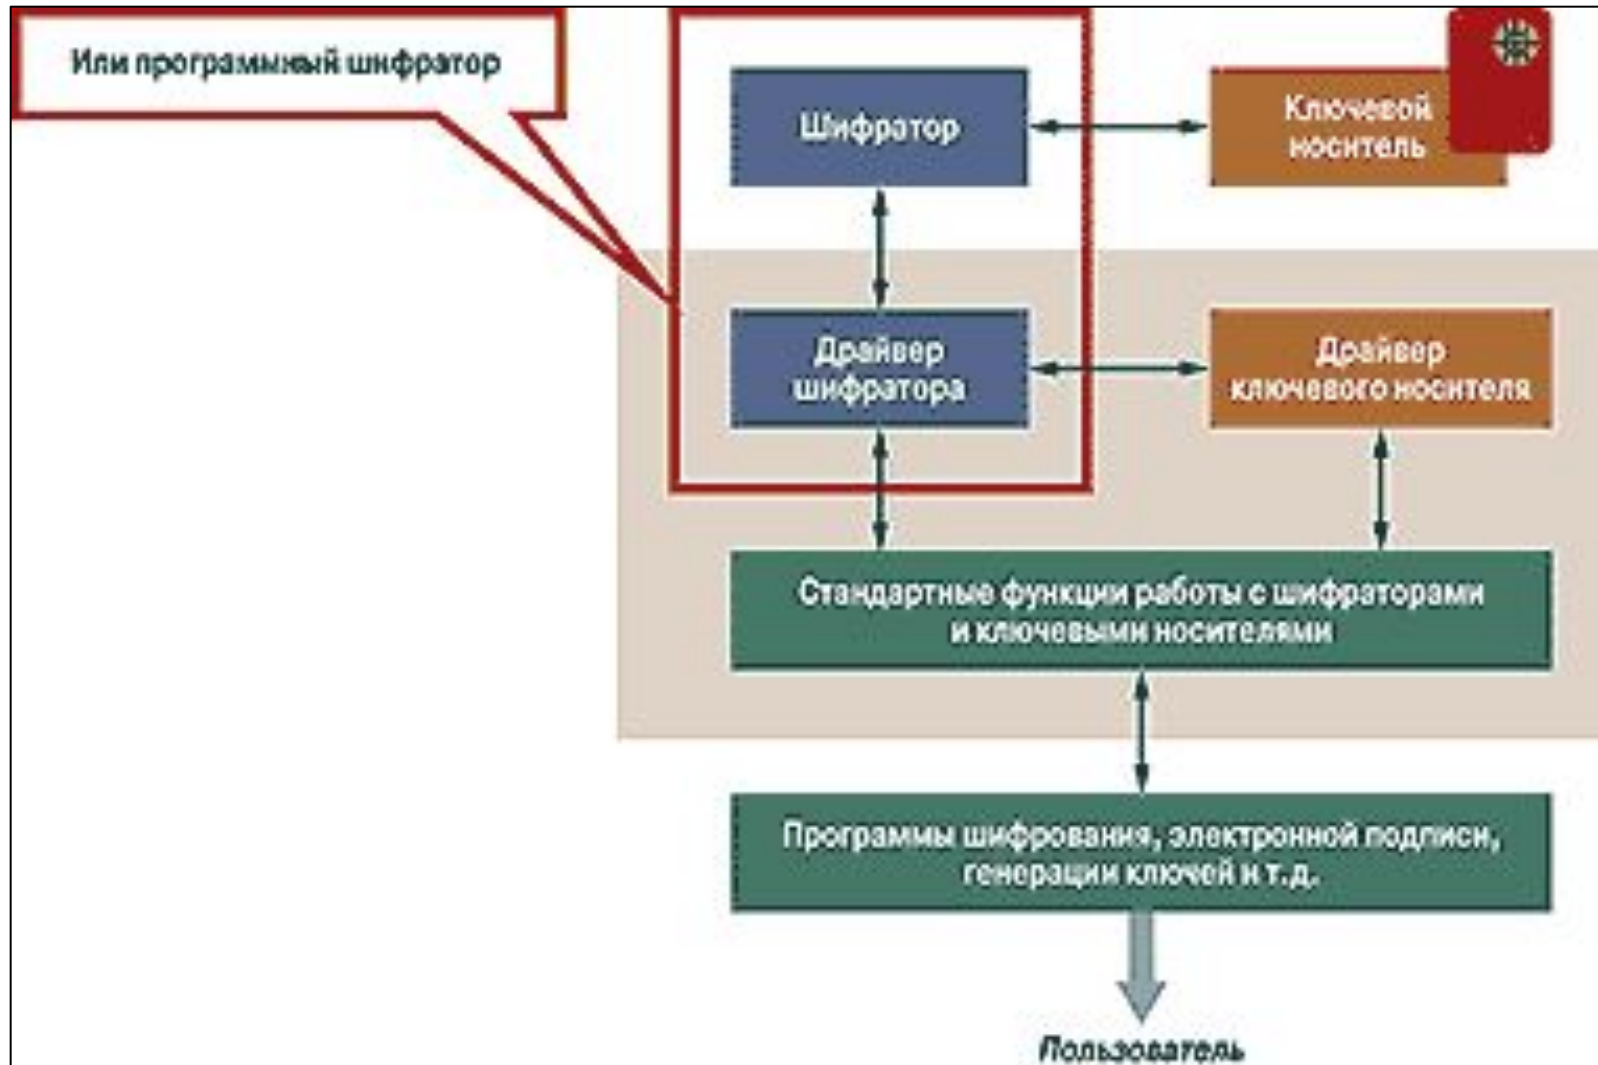 Или программный шифратор
Шифратор
Ключевой
носитель
Драйвер
шифратора
Драйвер
ключевого носителя
Стандартные функции работы с шифраторами
и ключевыми носителями
Программы шифрования, электронной подписи,
генерации ключей и т.д.
Пользователь